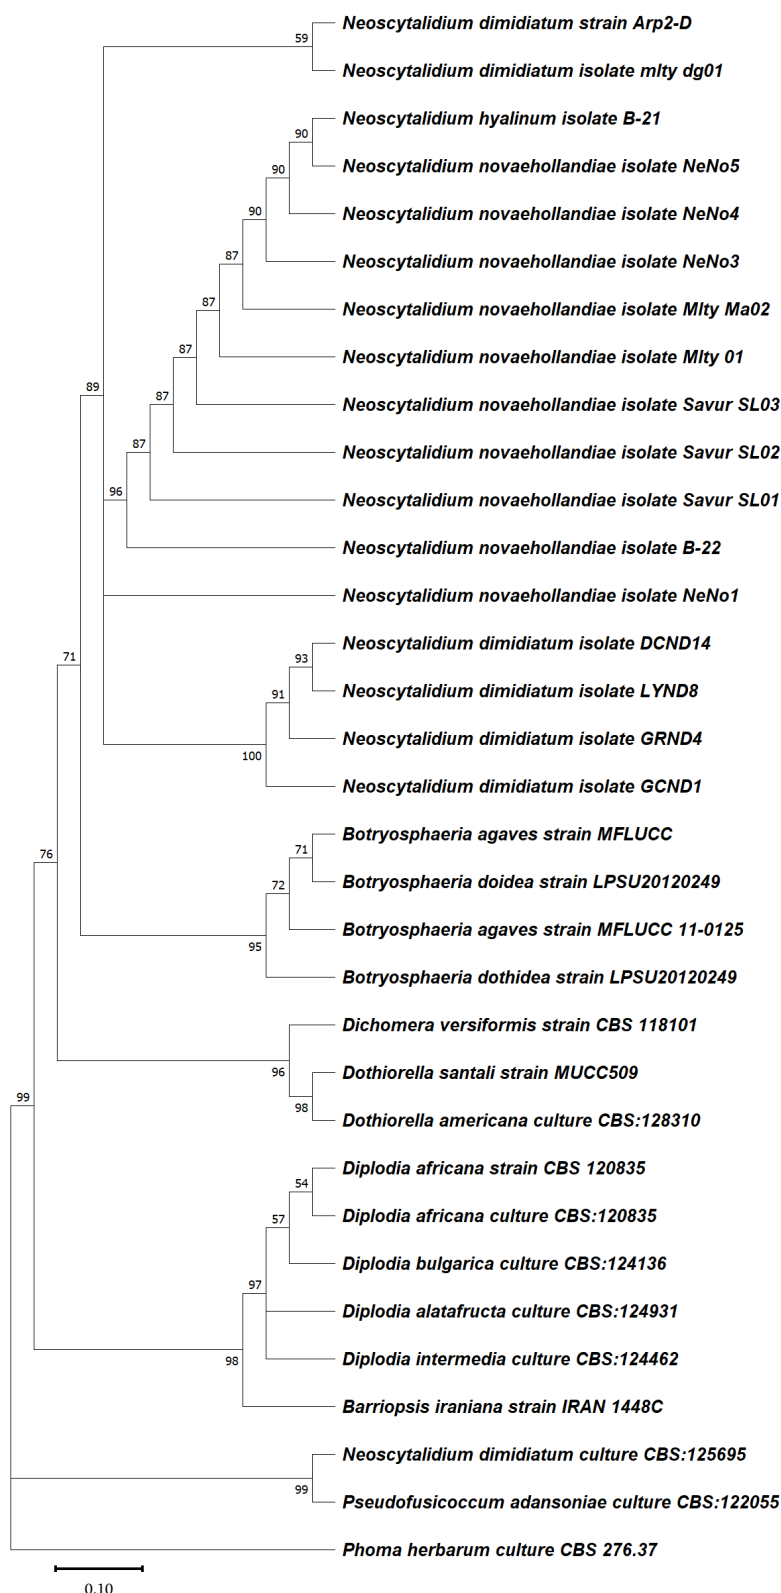 Neoscytalidium dimidiatum strain Arp2-D
59
Neoscytalidium dimidiatum isolate mlty dg01
Neoscytalidium hyalinum isolate B-21
90
Neoscytalidium novaehollandiae isolate NeNo5
90
Neoscytalidium novaehollandiae isolate NeNo4
90
Neoscytalidium novaehollandiae isolate NeNo3
87
Neoscytalidium novaehollandiae isolate Mlty Ma02
87
Neoscytalidium novaehollandiae isolate Mlty 01
87
Neoscytalidium novaehollandiae isolate Savur SL03
87
89
Neoscytalidium novaehollandiae isolate Savur SL02
87
96
Neoscytalidium novaehollandiae isolate Savur SL01
Neoscytalidium novaehollandiae isolate B-22
Neoscytalidium novaehollandiae isolate NeNo1
Neoscytalidium dimidiatum isolate DCND14
71
93
Neoscytalidium dimidiatum isolate LYND8
91
Neoscytalidium dimidiatum isolate GRND4
100
Neoscytalidium dimidiatum isolate GCND1
Botryosphaeria agaves strain MFLUCC
76
71
Botryosphaeria doidea strain LPSU20120249
72
Botryosphaeria agaves strain MFLUCC 11-0125
95
Botryosphaeria dothidea strain LPSU20120249
Dichomera versiformis strain CBS 118101
96
Dothiorella santali strain MUCC509
99
98
Dothiorella americana culture CBS:128310
Diplodia africana strain CBS 120835
54
Diplodia africana culture CBS:120835
57
Diplodia bulgarica culture CBS:124136
97
Diplodia alatafructa culture CBS:124931
Diplodia intermedia culture CBS:124462
98
Barriopsis iraniana strain IRAN 1448C
Neoscytalidium dimidiatum culture CBS:125695
99
Pseudofusicoccum adansoniae culture CBS:122055
Phoma herbarum culture CBS 276.37
0.10